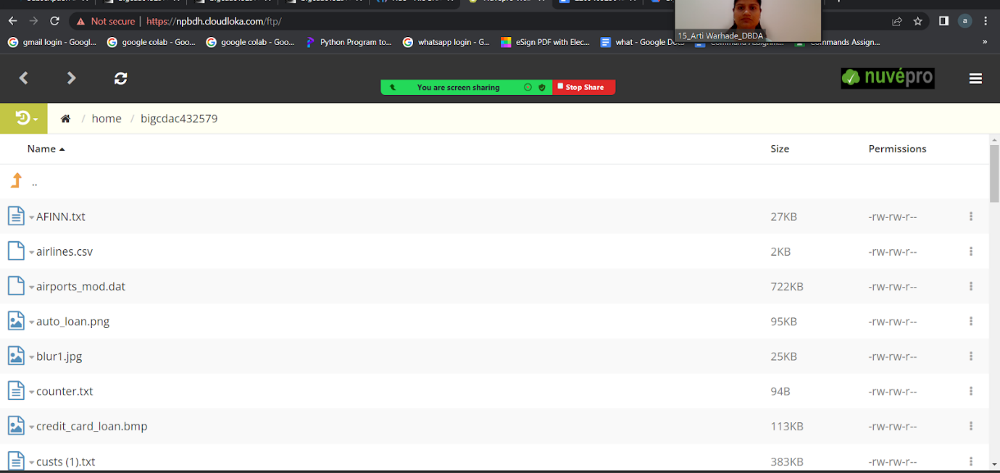 Not secure | https://npbdh.cloudloka.com/ftp/
15_Arti Warhade_DBDA
gmail login - Googl... google colab - Goo... google colab - Goo... Python Program to... whatsapp login - G... eSign PDF with Elec... what - Google Docs Command Assignm... Commands Assign... »
You are screen sharing Stop Share
nuvépro
/ home / bigcdac432579
Name Size Permissions
..
AFINN.txt 27KB -rw-rw-r--
airlines.csv 2KB -rw-rw-r--
airports_mod.dat 722KB -rw-rw-r--
auto_loan.png 95KB -rw-rw-r--
blur1.jpg 25KB -rw-rw-r--
counter.txt 94B -rw-rw-r--
credit_card_loan.bmp 113KB -rw-rw-r--
custs (1).txt 383KB -rw-rw-r--